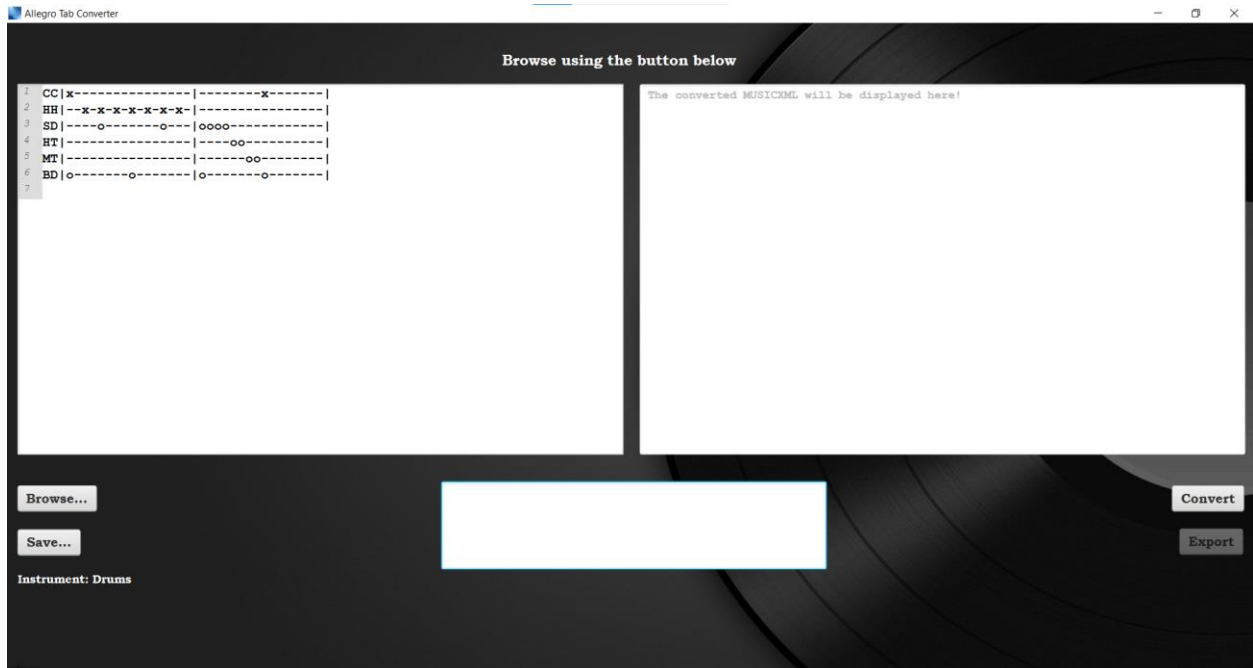 Allegro Tab Converter
Browse using the button below
1 CC|x---------------|--------x-------|
2 HH|--x-x-x-x-x-x-x-|----------------|
3 SD|----o-------o---|oooo------------|
4 HT|----------------|----oo----------|
5 MT|----------------|------oo--------|
6 BD|o-------o-------|o-------o-------|
7
The converted MUSICXML will be displayed here!
Browse...
Convert
Save...
Export
Instrument: Drums